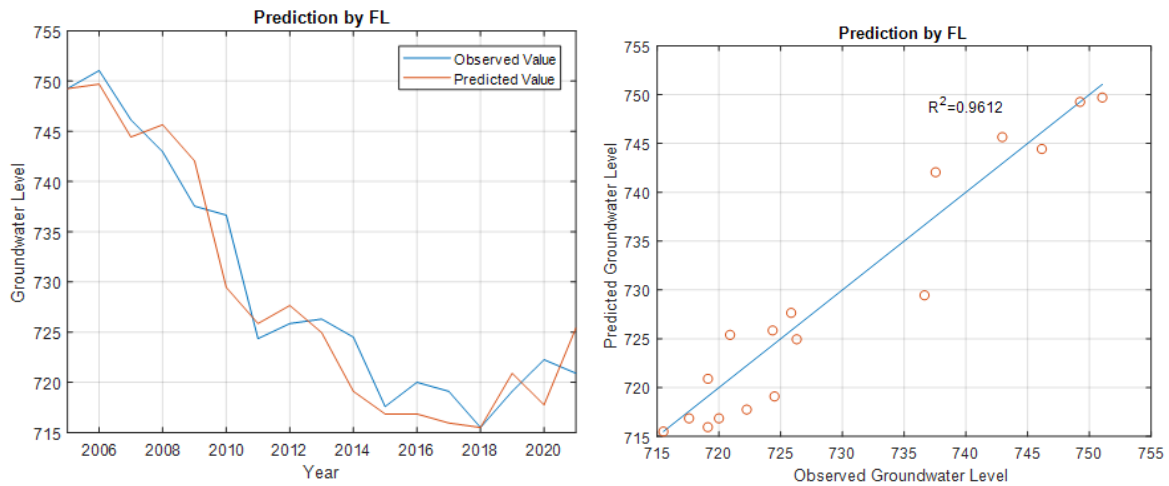 Prediction by FL
755
750
745
740
735
730
725
720
715
Groundwater Level
Observed Value
Predicted Value
2006 2008 2010 2012 2014 2016 2018 2020
Year
Prediction by FL
755
750
745
740
735
730
725
720
715
Predicted Groundwater Level
R²=0.9612
715 720 725 730 735 740 745 750 755
Observed Groundwater Level